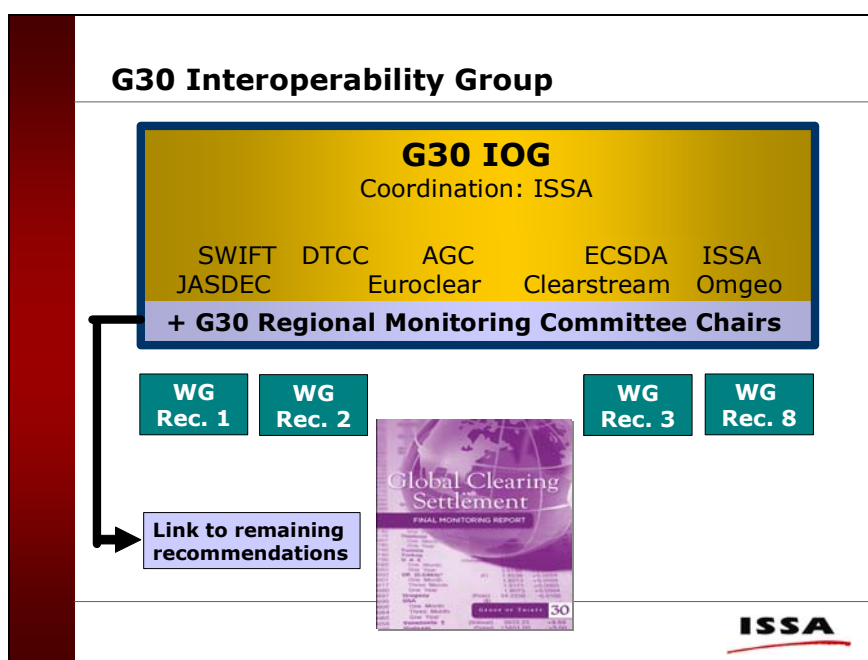 G30 Interoperability Group
G30 IOG
Coordination: ISSA
SWIFT DTCC AGC ECSDA ISSA
JASDEC Euroclear Clearstream Omgeo
+ G30 Regional Monitoring Committee Chairs
WG
Rec. 1
WG
Rec. 2
WG
Rec. 3
WG
Rec. 8
Global Clearing
Settlement
FINAL MONITORING REPORT
GROUP OF THIRTY 30
Link to remaining
recommendations
ISSA